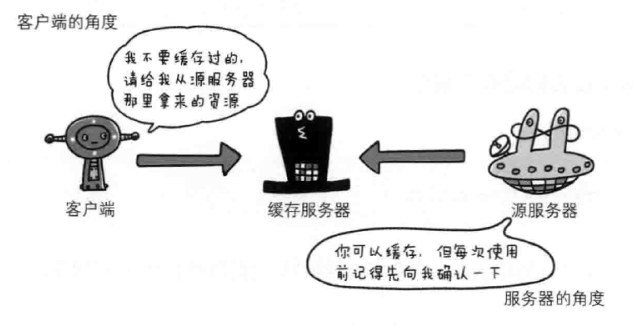 客户端的角度
我不要缓存过的,
请给我从源服务器
那里拿来的资源
客户端
缓存服务器
源服务器
你可以缓存, 但每次使用
前记得先向我确认一下
服务器的角度